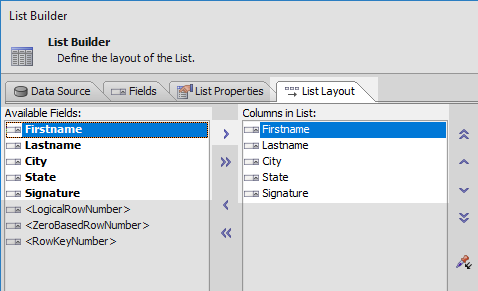 List Builder
List Builder
Define the layout of the List.
Data Source
Fields
List Properties
List Layout
Available Fields:
Firstname
Lastname
City
State
Signature
<LogicalRowNumber>
<ZeroBasedRowNumber>
<RowKeyNumber>
Columns in List:
Firstname
Lastname
City
State
Signature